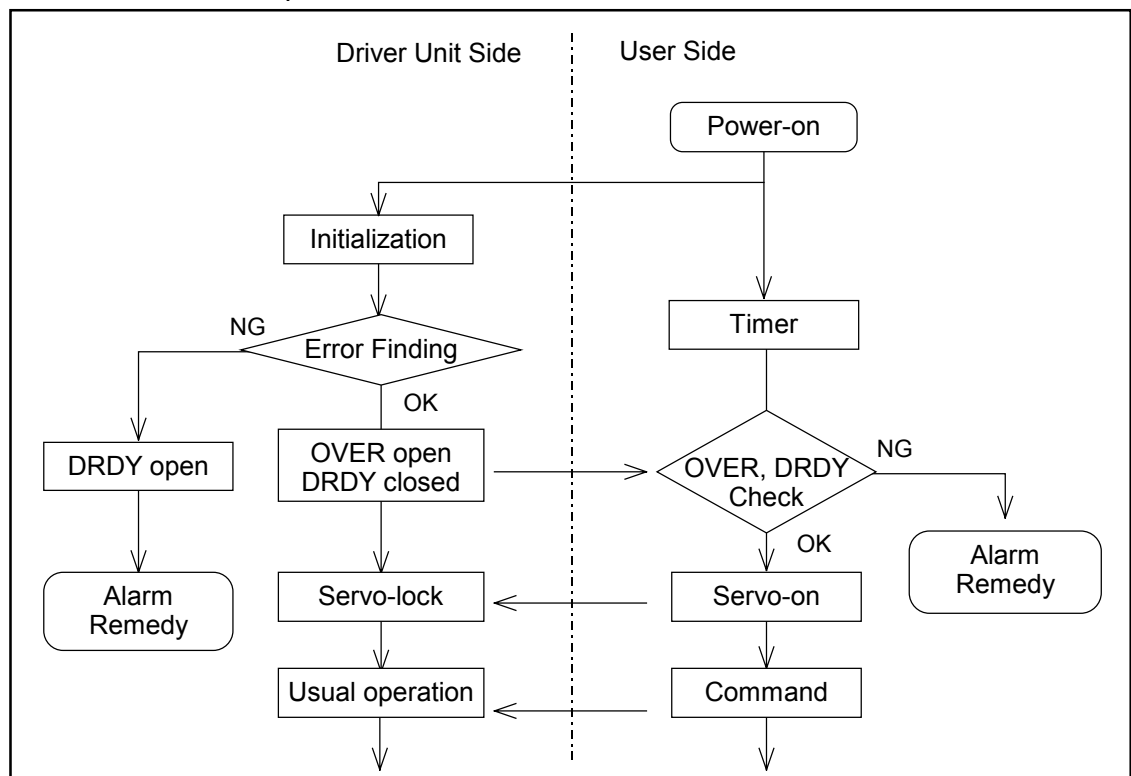 Driver Unit Side
User Side
Power-on
Initialization
Timer
NG
Error Finding
OK
DRDY open
OVER open
DRDY closed
OVER, DRDY
Check
NG
OK
Alarm
Remedy
Servo-lock
Servo-on
Alarm
Remedy
Usual operation
Command